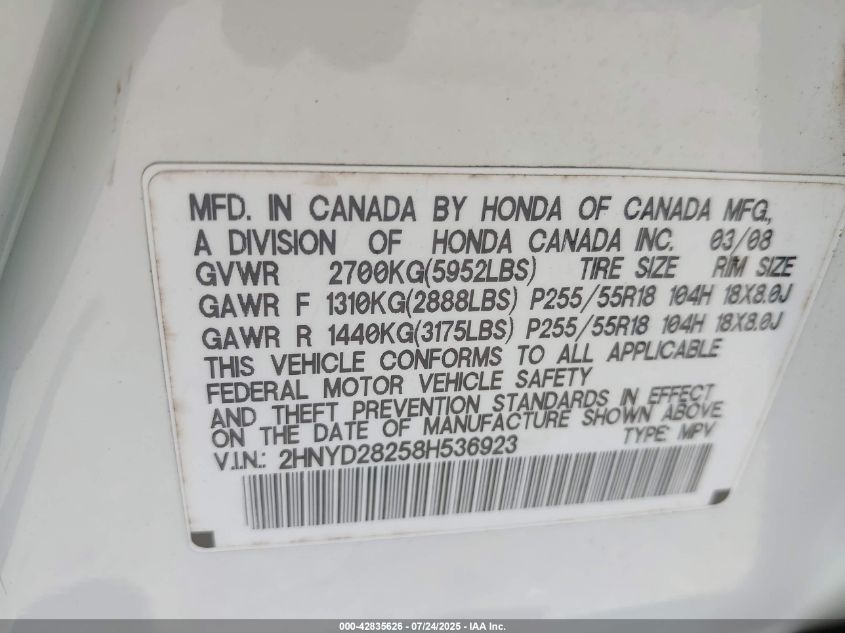 MFD. IN CANADA BY HONDA OF CANADA MFG.,
A DIVISION OF HONDA CANADA INC. 03/08
GVWR 2700KG(5952LBS) TIRE SIZE RIM SIZE
GAWR F 1310KG(2888LBS) P255/55R18 104H 18X8.0J
GAWR R 1440KG(3175LBS) P255/55R18 104H 18X8.0J
THIS VEHICLE CONFORMS TO ALL APPLICABLE
FEDERAL MOTOR VEHICLE SAFETY
AND THEFT PREVENTION STANDARDS IN EFFECT
ON THE DATE OF MANUFACTURE SHOWN ABOVE
V.I.N.: 2HNYD28258H536923 TYPE: MPV
000-42835626 - 07/24/2025 - IAA Inc.